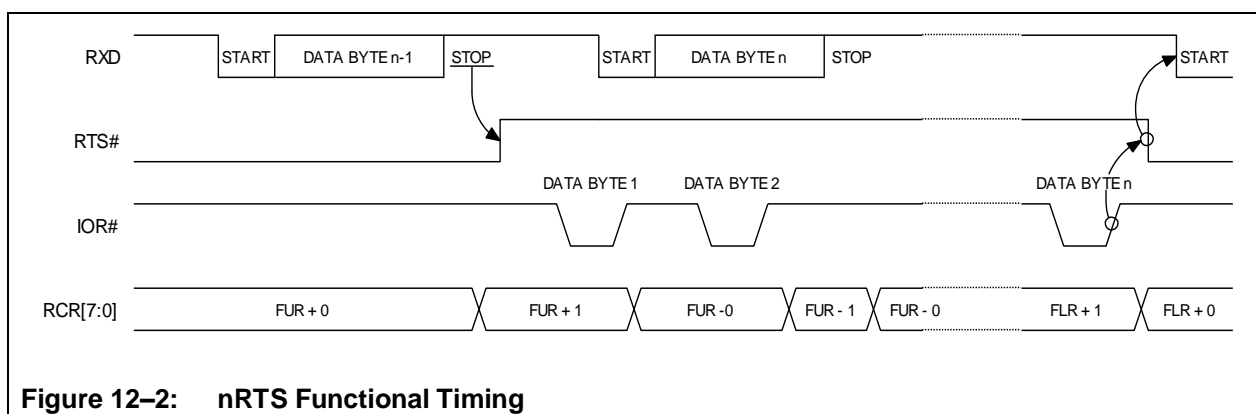 RXD START DATA BYTE n-1 STOP START DATA BYTE n STOP START
RTS#
DATA BYTE 1 DATA BYTE 2 DATA BYTE n
IOR#
RCR[7:0] FUR + 0 FUR + 1 FUR -0 FUR - 1 FUR - 0 FLR + 1 FLR + 0
Figure 12–2: nRTS Functional Timing